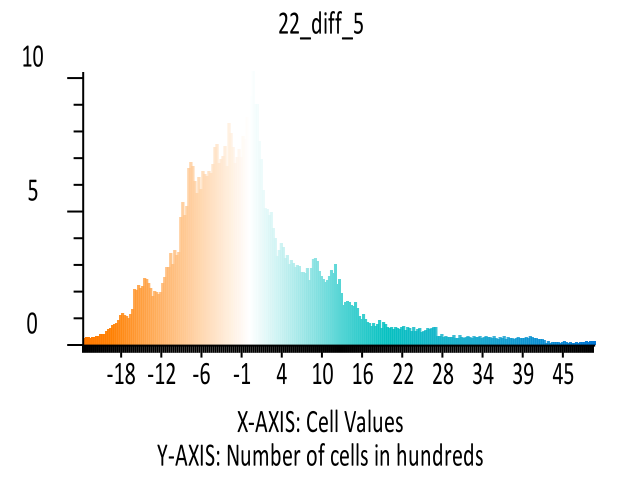 22_diff_5
10
5
0
-18 -12 -6 -1 4 10 16 22 28 34 39 45
X-AXIS: Cell Values
Y-AXIS: Number of cells in hundreds